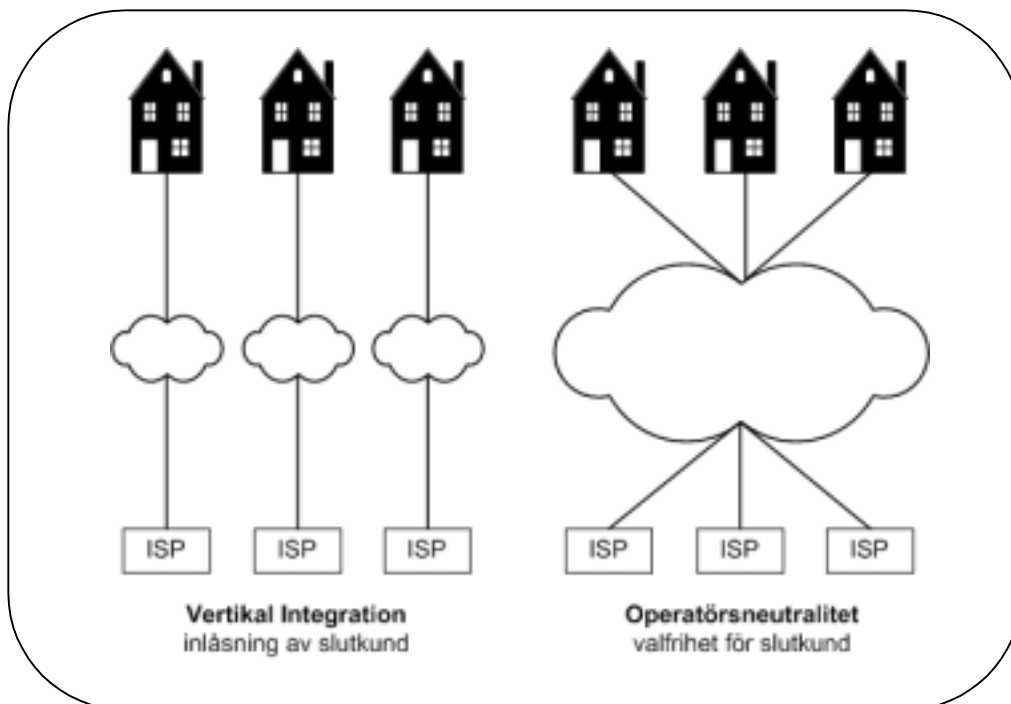 ISP ISP ISP ISP ISP ISP
Vertikal Integration
inlåsning av slutkund
Operatörsneutralitet
valfrihet för slutkund